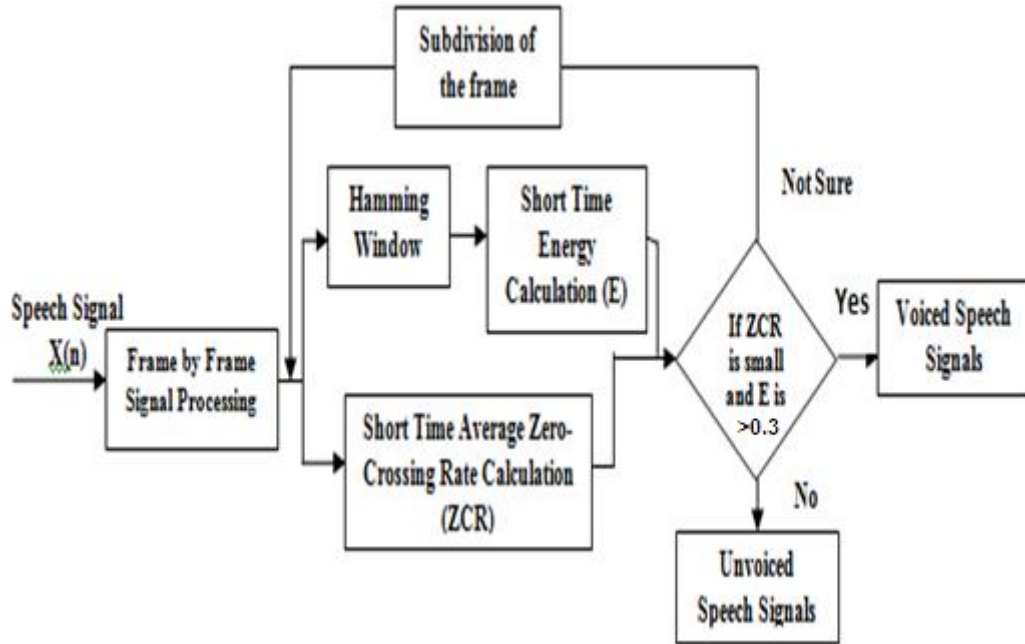 Subdivision of
the frame
Hamming
Window
Short Time
Energy
Calculation (E)
Not Sure
Speech Signal
X(n)
Frame by Frame
Signal Processing
If ZCR
is small
and E is
>0.3
Yes
Voiced Speech
Signals
Short Time Average Zero-
Crossing Rate Calculation
(ZCR)
No
Unvoiced
Speech Signals